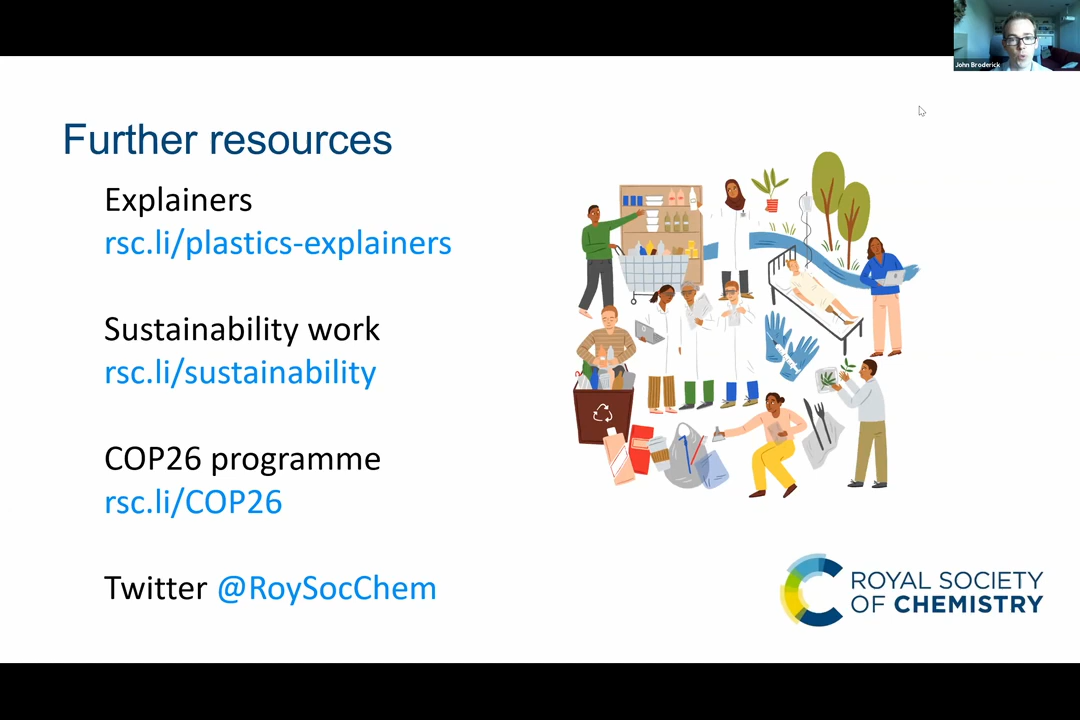 John Broderick
Further resources
Explainers
rsc.li/plastics-explainers
Sustainability work
rsc.li/sustainability
COP26 programme
rsc.li/COP26
Twitter @RoySocChem
ROYAL SOCIETY
OF CHEMISTRY